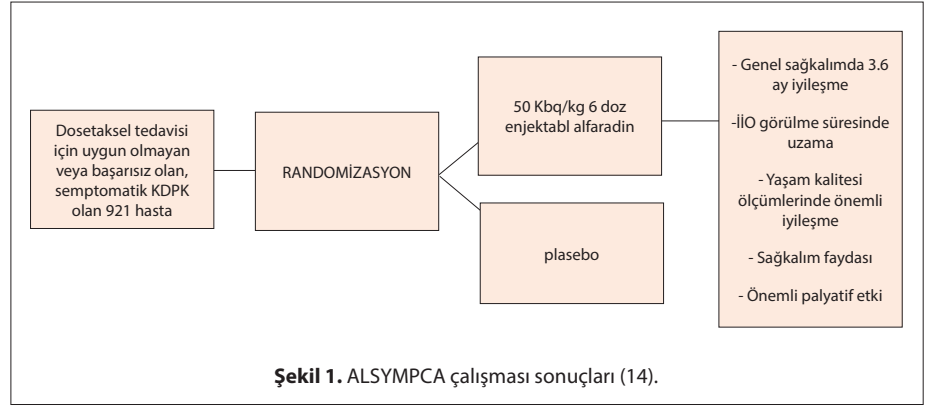 Dosetaksel tedavisi
için uygun olmayan
veya başarısız olan,
semptomatik KDPK
olan 921 hasta
RANDOMİZASYON
50 Kbq/kg 6 doz
enjektabl alfaradin
plasebo
- Genel sağkalımda 3.6
ay iyileşme
-İİO görülme süresinde
uzama
- Yaşam kalitesi
ölçümlerinde önemli
iyileşme
- Sağkalım faydası
- Önemli palyatif etki
Şekil 1. ALSYMPCA çalışması sonuçları (14).